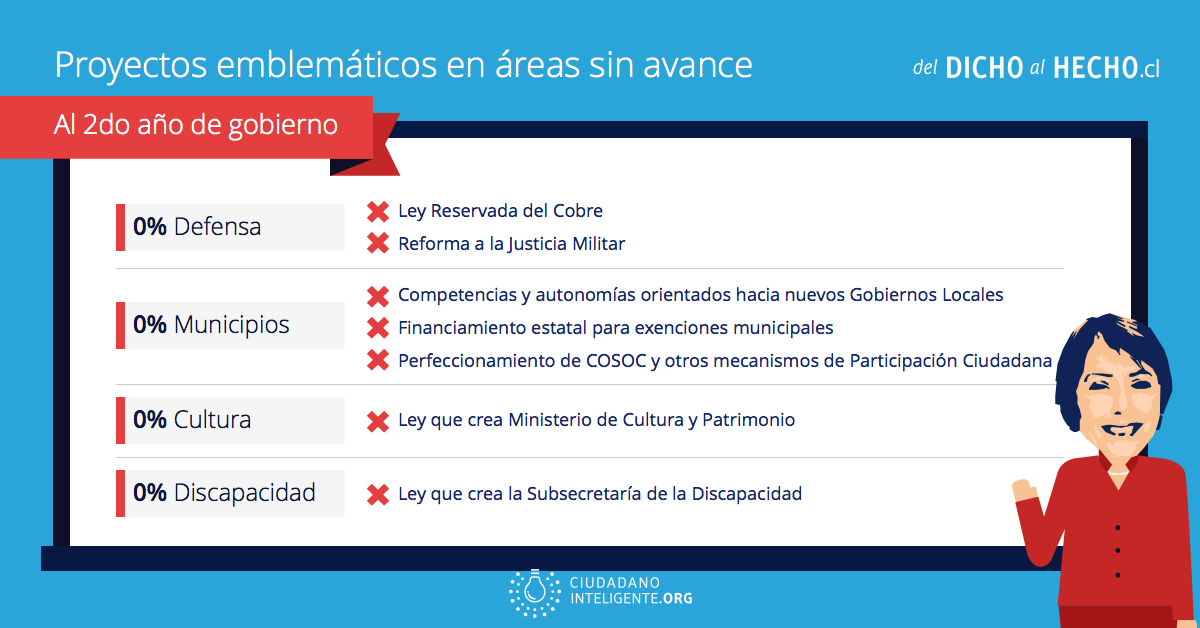 Proyectos emblemáticos en áreas sin avance
del DICHO al HECHO.cl
Al 2do año de gobierno
0% Defensa
Ley Reservada del Cobre
Reforma a la Justicia Militar
0% Municipios
Competencias y autonomías orientados hacia nuevos Gobiernos Locales
Financiamiento estatal para exenciones municipales
Perfeccionamiento de COSOC y otros mecanismos de Participación Ciudadana
0% Cultura
Ley que crea Ministerio de Cultura y Patrimonio
0% Discapacidad
Ley que crea la Subsecretaría de la Discapacidad
CIUDADANO
INTELIGENTE.ORG